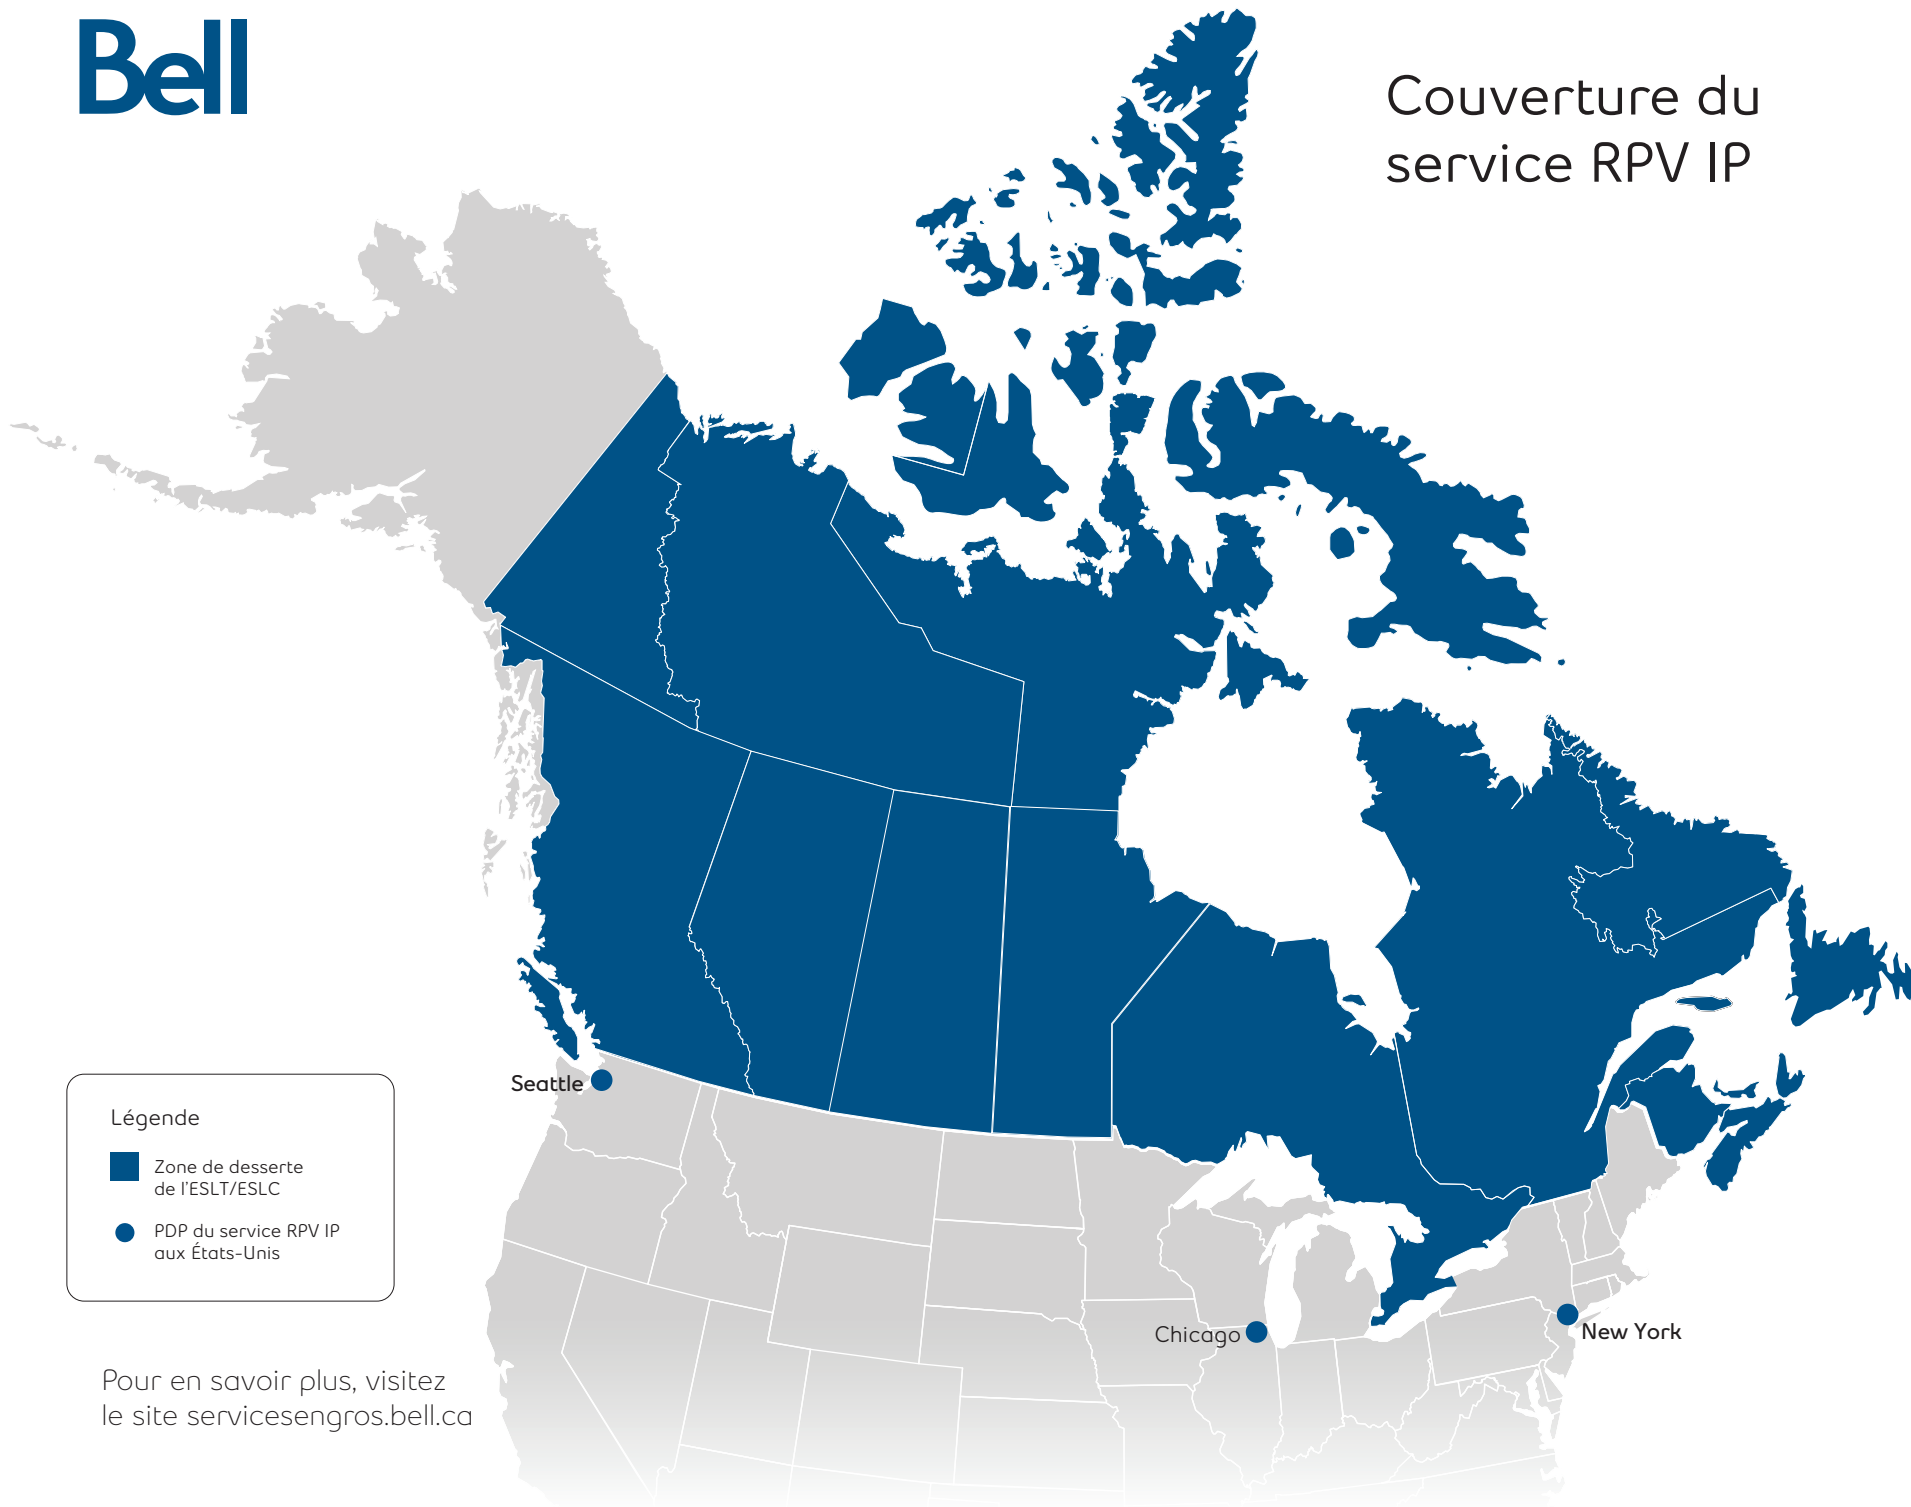 Bell
Couverture du
service RPV IP
Seattle
Légende
Zone de desserte
de l'ESLT/ESLC
PDP du service RPV IP
aux États-Unis
Chicago
New York
Pour en savoir plus, visitez
le site servicesengros.bell.ca